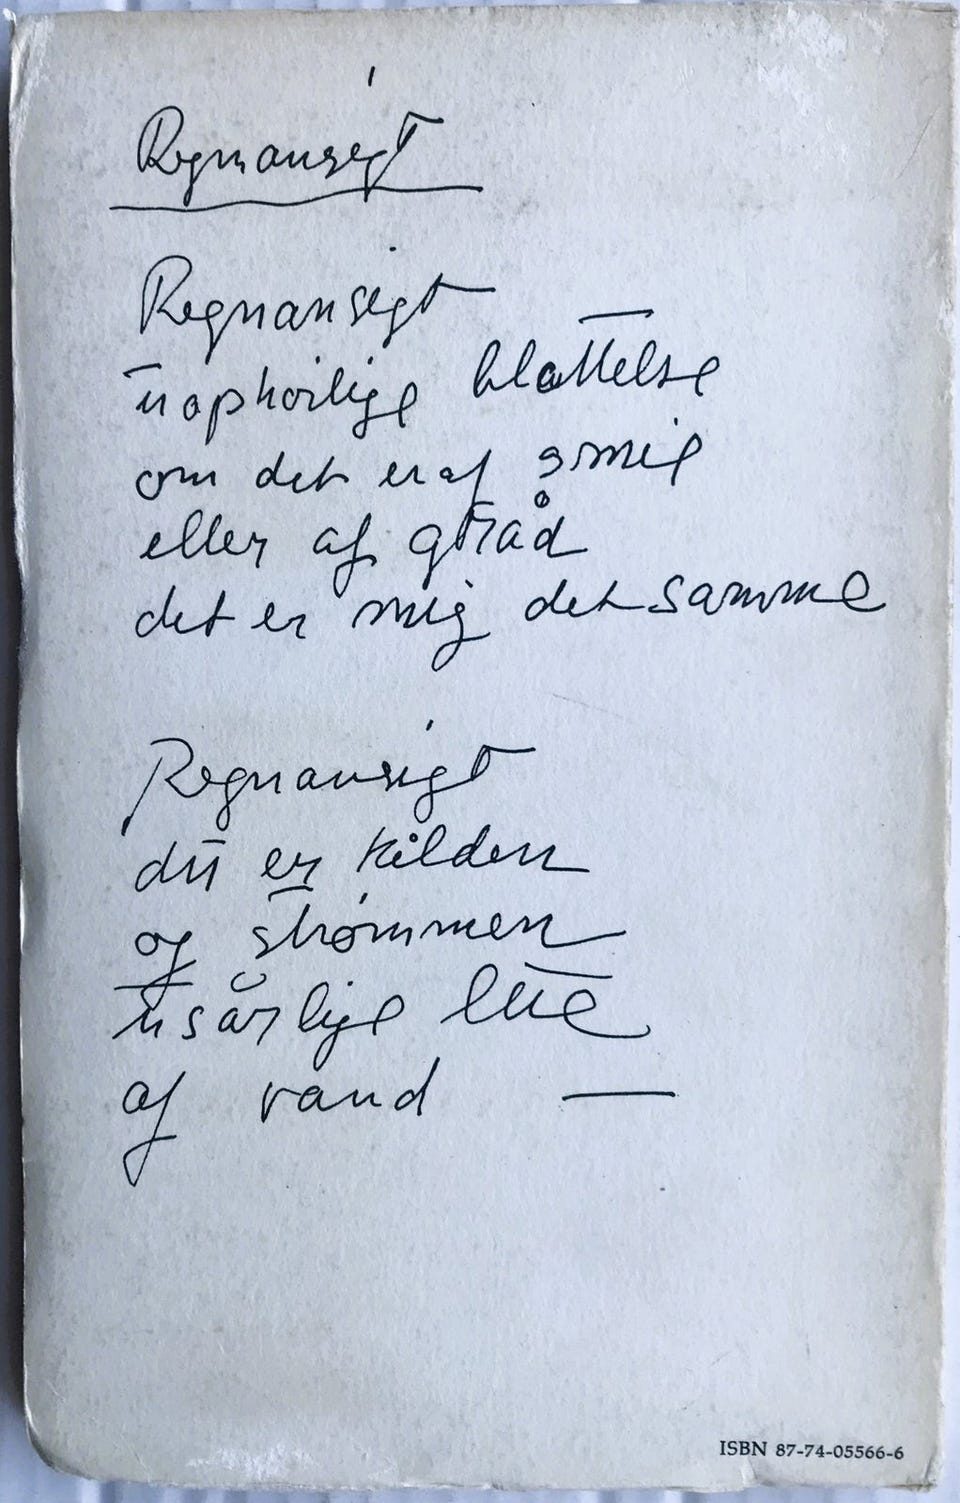 Regnansigt
Regnansigt
uophørlige blottelse
om det er af smil
eller af gråd
det er mig det samme
Regnansigt
du er kilden
og strømmen
usårlige lue
af vand —
ISBN 87-74-05566-6